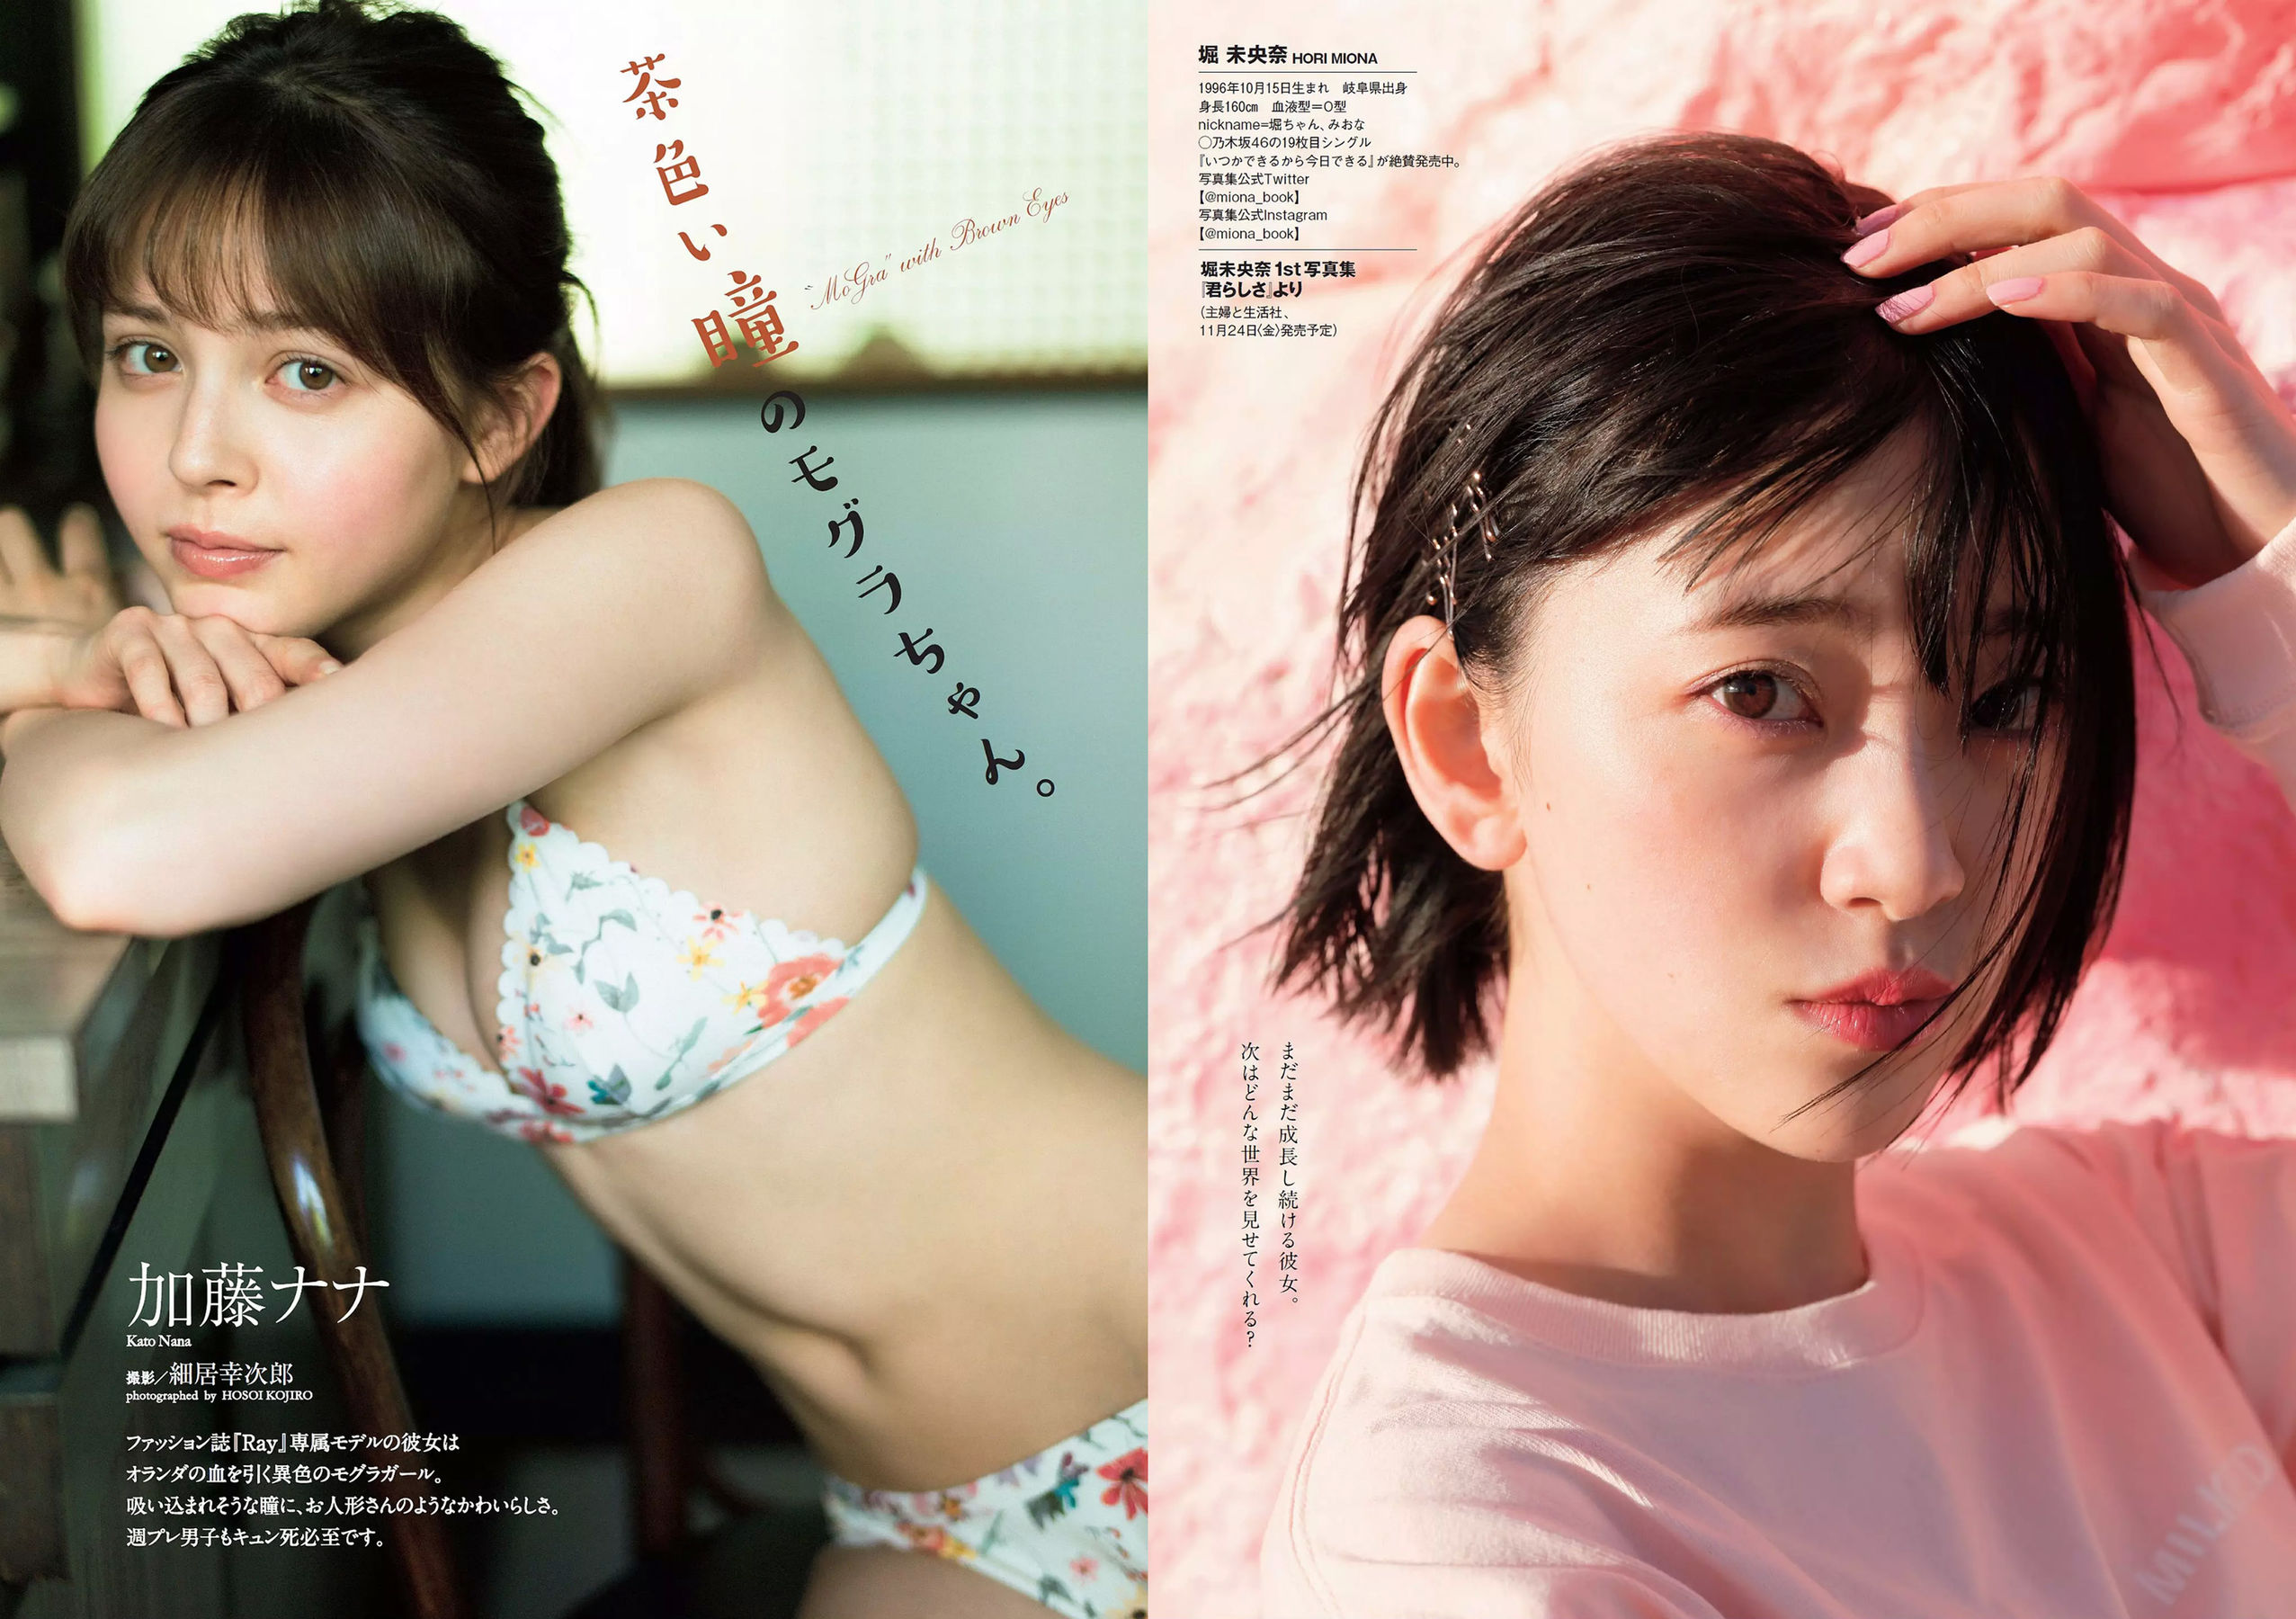 茶色い瞳のモグラちゃん。
"MoGra" with Brown Eyes
加藤ナナ
Kato Nana
撮影／細居幸次郎
photographed by HOSOI KOJIRO
ファッション誌『Ray』専属モデルの彼女は
オランダの血を引く異色のモグラガール。
吸い込まれそうな瞳に、お人形さんのようなかわいらしさ。
週プレ男子もキュン死必至です。
堀 未央奈 HORI MIONA
1996年10月15日生まれ　岐阜県出身
身長160㎝　血液型＝O型
nickname=堀ちゃん、みおな
○乃木坂46の19枚目シングル
『いつかできるから今日できる』が絶賛発売中。
写真集公式Twitter
【@miona_book】
写真集公式Instagram
【@miona_book】
堀未央奈1st写真集
『君らしさ』より
（主婦と生活社、
11月24日〈金〉発売予定）
まだまだ成長し続ける彼女。
次はどんな世界を見せてくれる？
MILKFED